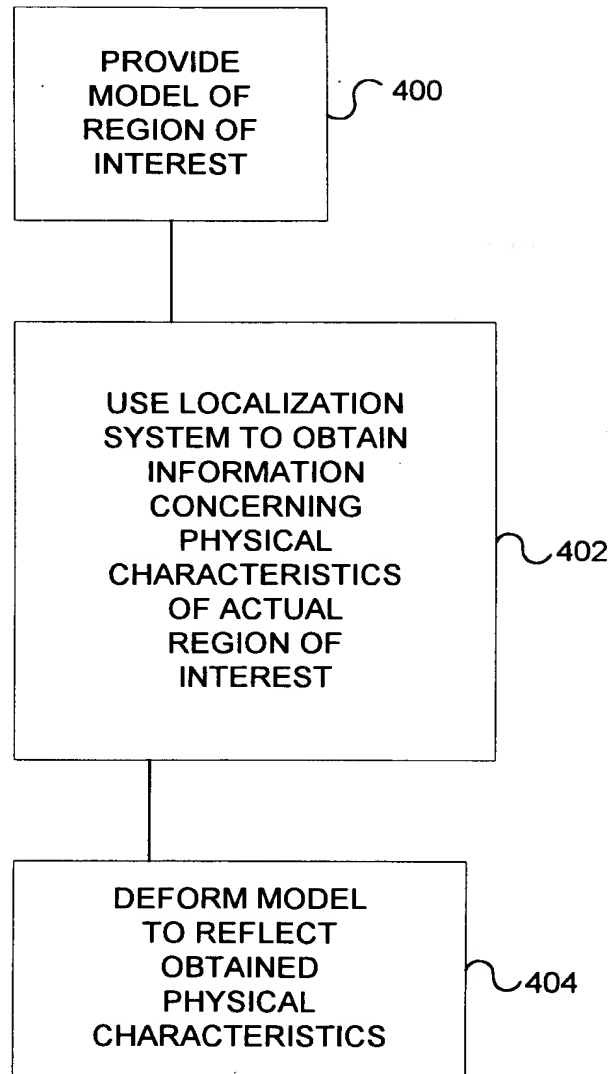 PROVIDE
MODEL OF
REGION OF
INTEREST
400
USE LOCALIZATION
SYSTEM TO OBTAIN
INFORMATION
CONCERNING
PHYSICAL
CHARACTERISTICS
OF ACTUAL
REGION OF
INTEREST
402
DEFORM MODEL
TO REFLECT
OBTAINED
PHYSICAL
CHARACTERISTICS
404